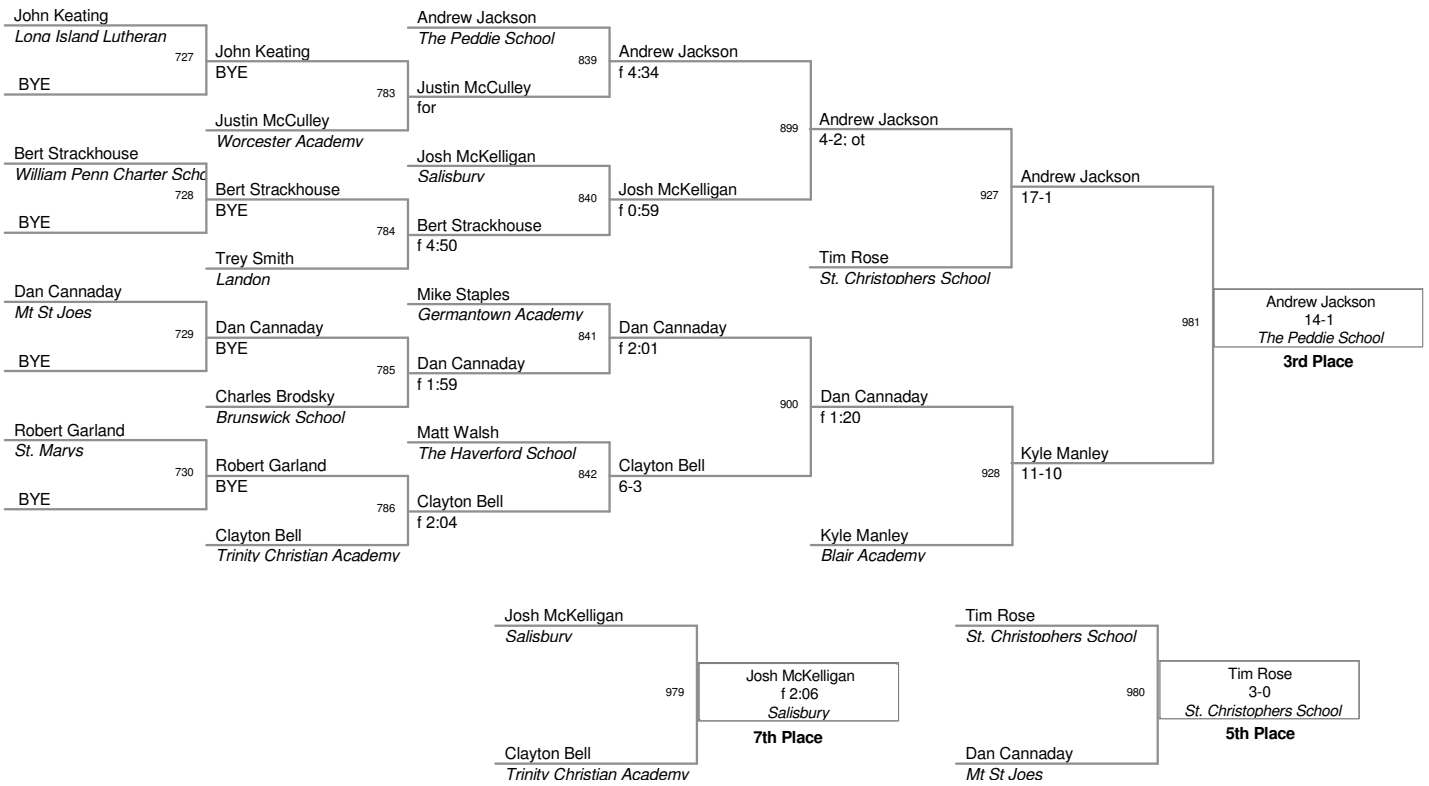 John Keating
Long Island Lutheran
727
BYE
Bert Strackhouse
William Penn Charter Scho
728
BYE
Dan Cannaday
Mt St Joes
729
BYE
Robert Garland
St. Marys
730
BYE
John Keating
BYE
783
Justin McCulley
Worcester Academy
Bert Strackhouse
BYE
784
Trey Smith
Landon
Dan Cannaday
BYE
785
Charles Brodsky
Brunswick School
Robert Garland
BYE
786
Clayton Bell
Trinity Christian Academy
Andrew Jackson
The Peddie School
839
Justin McCulley
for
Josh McKelligan
Salisbury
840
Bert Strackhouse
f 4:50
Mike Staples
Germantown Academy
841
Dan Cannaday
f 1:59
Matt Walsh
The Haverford School
842
Clayton Bell
f 2:04
Andrew Jackson
f 4:34
899
Josh McKelligan
f 0:59
Dan Cannaday
f 2:01
900
Clayton Bell
6-3
Andrew Jackson
4-2; ot
927
Tim Rose
St. Christophers School
Dan Cannaday
f 1:20
928
Kyle Manley
Blair Academy
Andrew Jackson
17-1
981
Kyle Manley
11-10
Andrew Jackson
14-1
The Peddie School
3rd Place
Josh McKelligan
Salisbury
979
Clayton Bell
Trinity Christian Academy
Josh McKelligan
f 2:06
Salisbury
7th Place
Tim Rose
St. Christophers School
980
Dan Cannaday
Mt St Joes
Tim Rose
3-0
St. Christophers School
5th Place